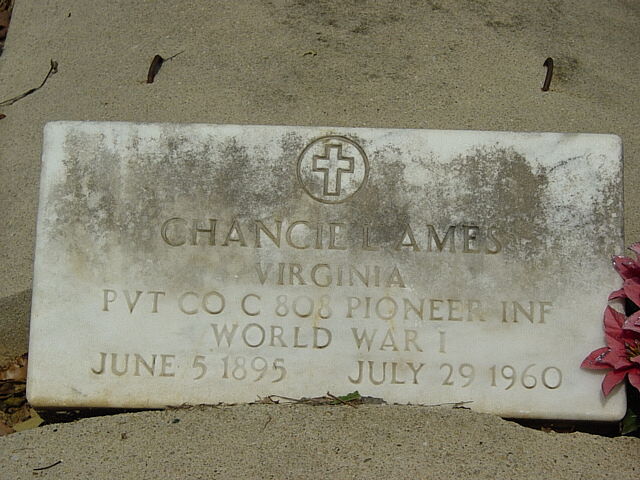 CHANCIE L AMES
VIRGINIA
PVT CO C 808 PIONEER INF
WORLD WAR I
JUNE 5 1895 JULY 29 1960